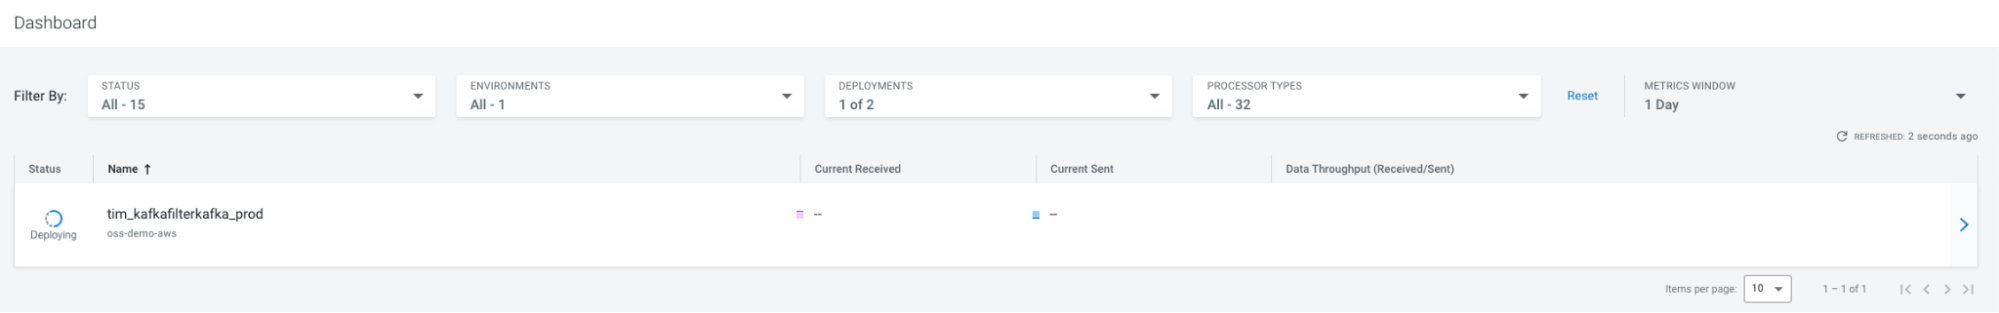 Dashboard
Filter By:
STATUS
All - 15
ENVIRONMENTS
All - 1
DEPLOYMENTS
1 of 2
PROCESSOR TYPES
All - 32
Reset
METRICS WINDOW
1 Day
REFRESHED: 2 seconds ago
Status Name ↑ Current Received Current Sent Data Throughput (Received/Sent)
Deploying
tim_kafkafilterkafka_prod
oss-demo-aws
--
--
Items per page: 10 1 – 1 of 1